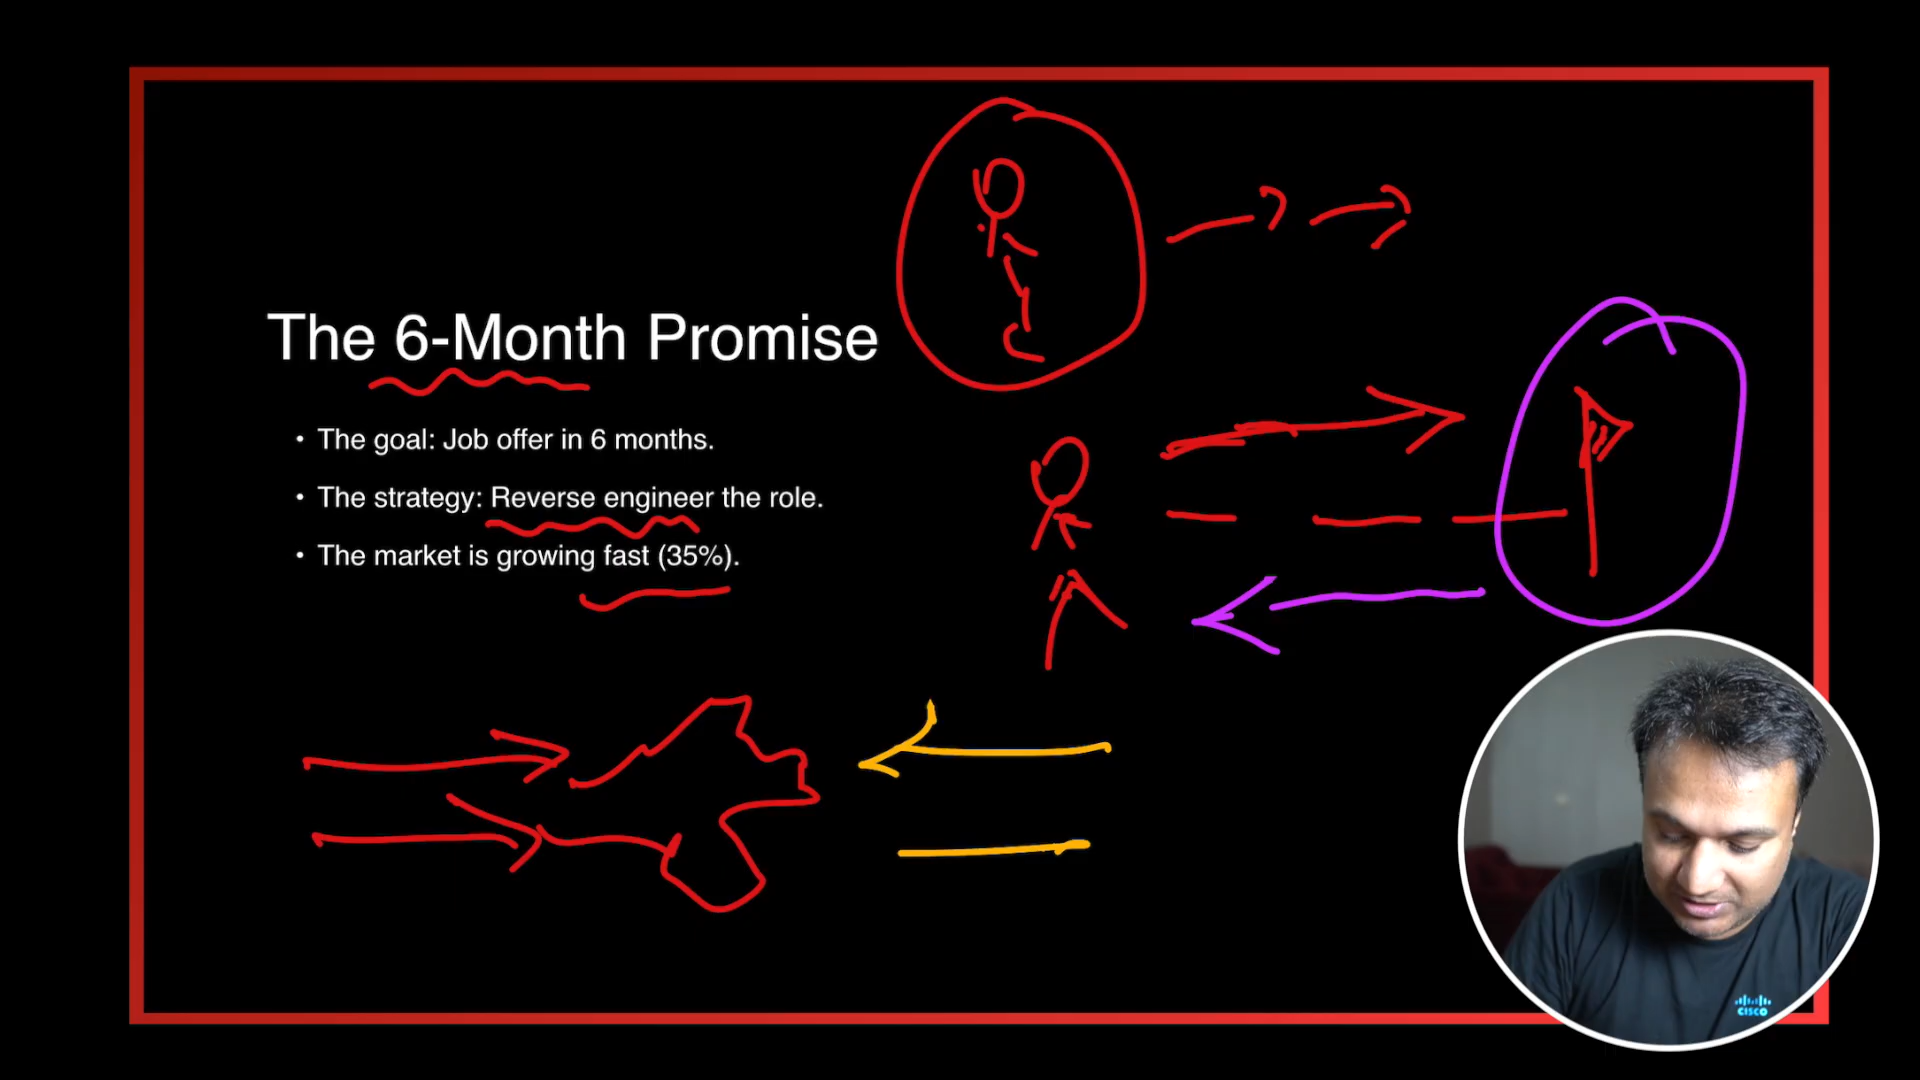 The 6-Month Promise
• The goal: Job offer in 6 months.
• The strategy: Reverse engineer the role.
• The market is growing fast (35%).
CISCO